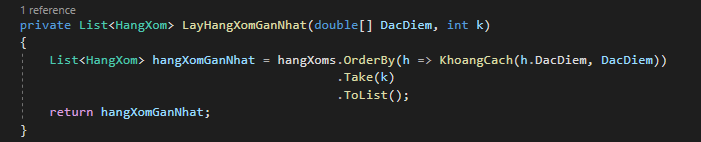 1 reference
private List<HangXom> LayHangXomGanNhat(double[] DacDiem, int k)
{
List<HangXom> hangXomGanNhat = hangXoms.OrderBy(h => KhoangCach(h.DacDiem, DacDiem))
.Take(k)
.ToList();
return hangXomGanNhat;
}